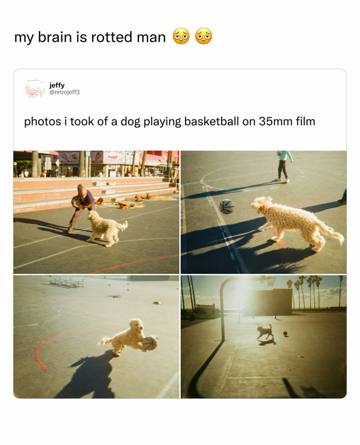 my brain is rotted man 🥹 🥹
jeffy
@retrojeff3
photos i took of a dog playing basketball on 35mm film